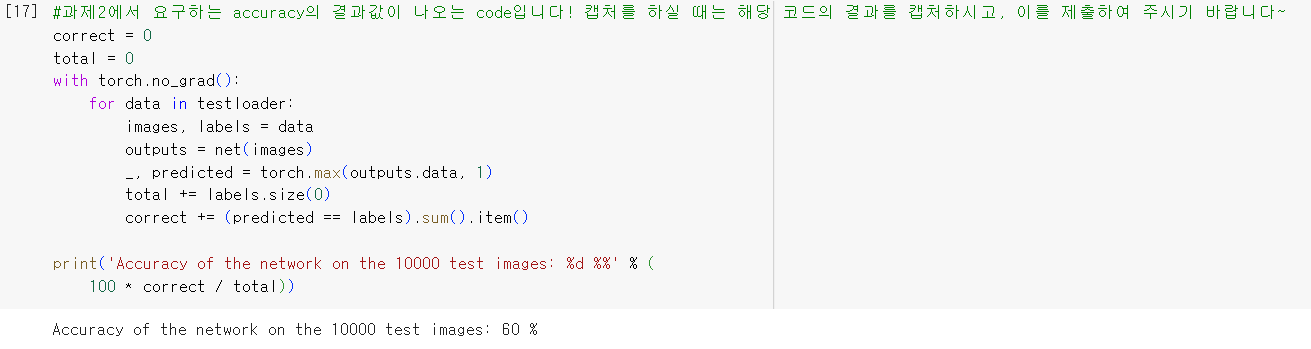 [17] #과제2에서 요구하는 accuracy의 결과값이 나오는 code입니다! 캡처를 하실 때는 해당 코드의 결과를 캡처하시고, 이를 제출하여 주시기 바랍니다~
correct = 0
total = 0
with torch.no_grad():
    for data in testloader:
        images, labels = data
        outputs = net(images)
        _, predicted = torch.max(outputs.data, 1)
        total += labels.size(0)
        correct += (predicted == labels).sum().item()

print('Accuracy of the network on the 10000 test images: %d %%' % (
    100 * correct / total))
Accuracy of the network on the 10000 test images: 60 %